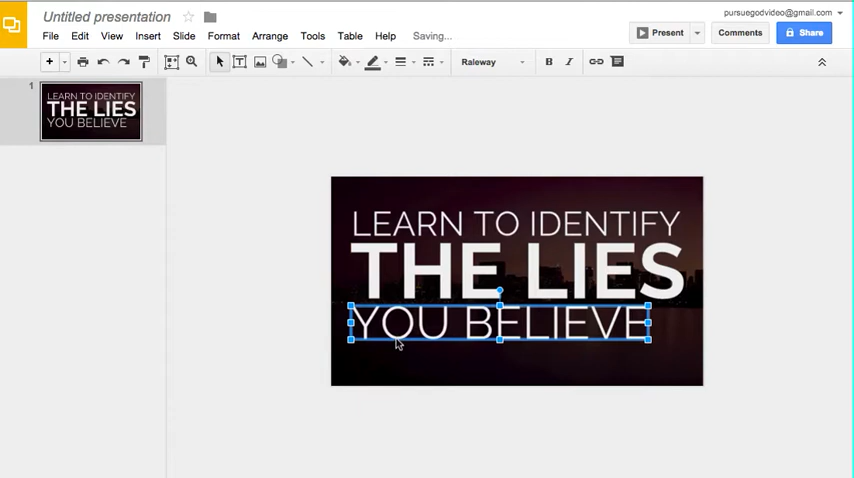 Untitled presentation
pursuegodvideo@gmail.com
File Edit View Insert Slide Format Arrange Tools Table Help Saving...
Present Comments Share
Raleway B I
1
LEARN TO IDENTIFY
THE LIES
YOU BELIEVE
LEARN TO IDENTIFY
THE LIES
YOU BELIEVE